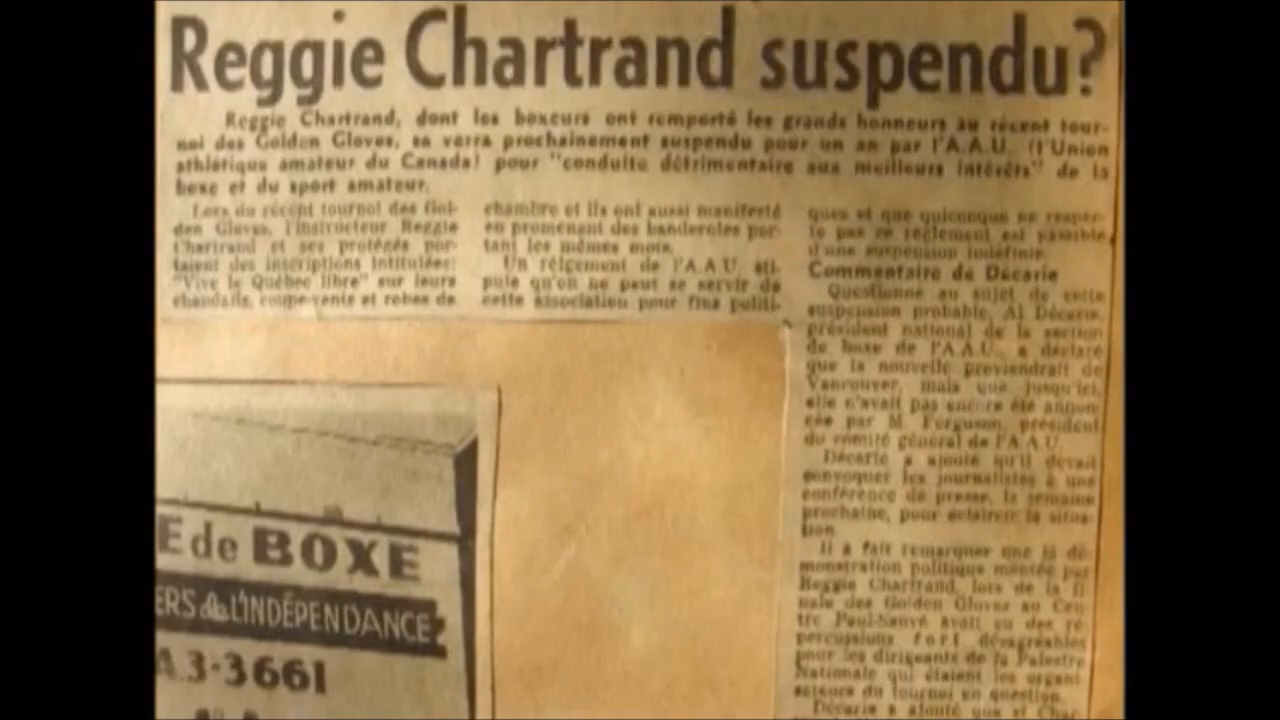 Reggie Chartrand suspendu?
Reggie Chartrand, dont les boxeurs ont remporté les grands honneurs au récent tour-
noi des Golden Gloves, se verra prochainement suspendu pour un an par l'A.A.U. (l'Union
athlétique amateur du Canada) pour "conduite détrimentaire aux meilleurs intérêts" de la
boxe et du sport amateur.
Lors du récent tournoi des Gol-
den Gloves, l'instructeur Reggie
Chartrand et ses protégés por-
taient des inscriptions intitulées:
"Vive le Québec libre" sur leurs
chandails, coupe-vents et robes de
chambre et ils ont aussi manifesté
en promenant des banderoles por-
tant les mêmes mots.
Un rélgement de l'A.A.U. sti-
pule qu'on ne peut se servir de
cette association pour fins politi-
ques et que quiconque ne respec-
te pas ce règlement est passible
d'une suspension indéfinie.
Commentaire de Décarie
Questionné au sujet de cette
suspension probable, Al Décarie,
président national de la section
de boxe de l'A.A.U., a déclaré
que la nouvelle proviendrait de
Vancouver, mais que jusqu'ici,
elle n'avait pas encore été annon-
cée par M. Ferguson, président
du comité général de l'A.A.U.
Décarie a ajouté qu'il devait
convoquer les journalistes à une
conférence de presse, la semaine
prochaine, pour éclaircir la situa-
tion.
Il a fait remarquer que la dé-
monstration politique montée par
Reggie Chartrand, lors de la fi-
nale des Golden Gloves au Cen-
tre Paul-Sauvé avait eu des ré-
percussions fort désagréables
pour les dirigeants de la Palestre
Nationale qui étaient les organi-
sateurs du tournoi en question.
Décarie a ajouté que si Char-
E de BOXE
ERS de L'INDÉPENDANCE
A.3-3661